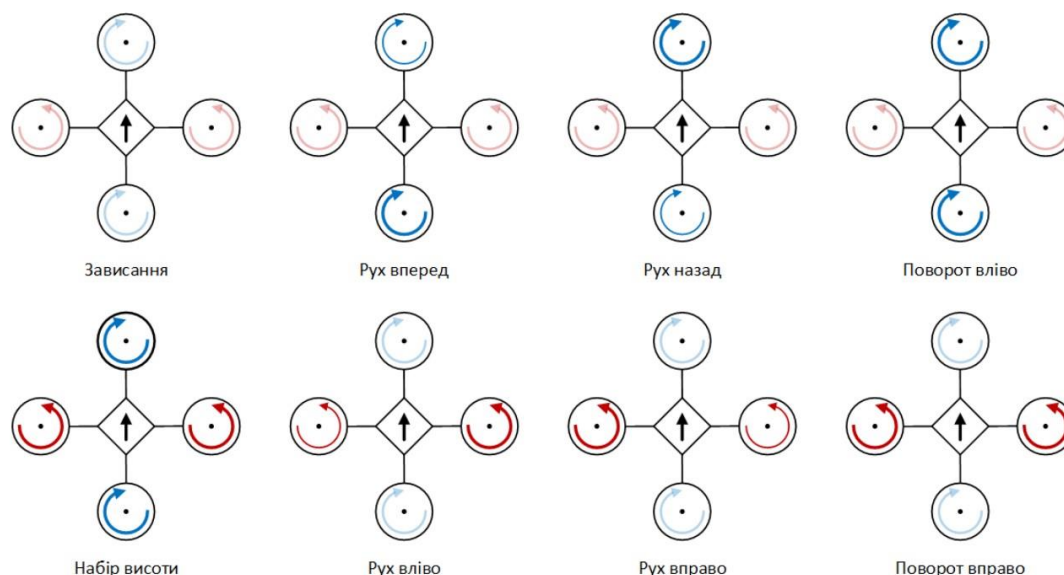 Зависання
Рух вперед
Рух назад
Поворот вліво
Набір висоти
Рух вліво
Рух вправо
Поворот вправо